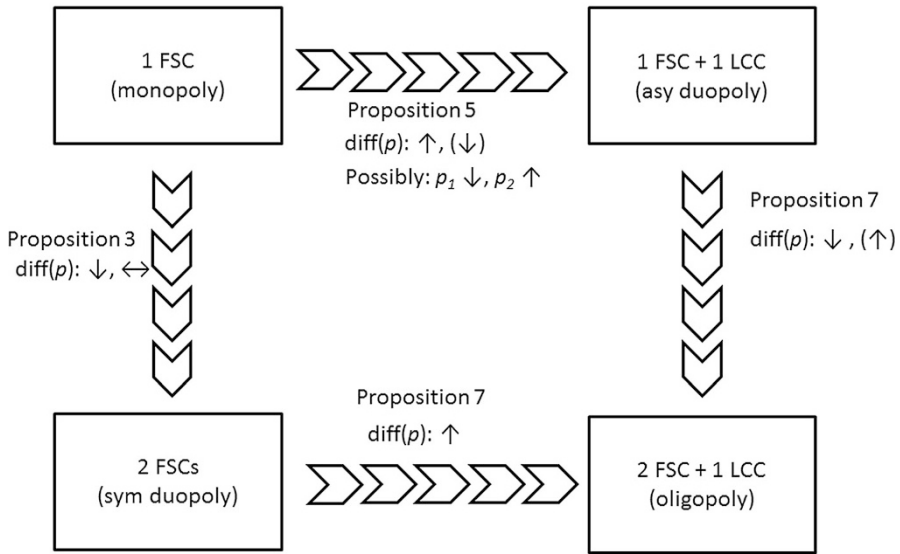 1 FSC
(monopoly)
1 FSC + 1 LCC
(asy duopoly)
Proposition 5
diff(p): ↑, (↓)
Possibly: p₁ ↓, p₂ ↑
Proposition 3
diff(p): ↓, ↔
Proposition 7
diff(p): ↓ , (↑)
2 FSCs
(sym duopoly)
Proposition 7
diff(p): ↑
2 FSC + 1 LCC
(oligopoly)